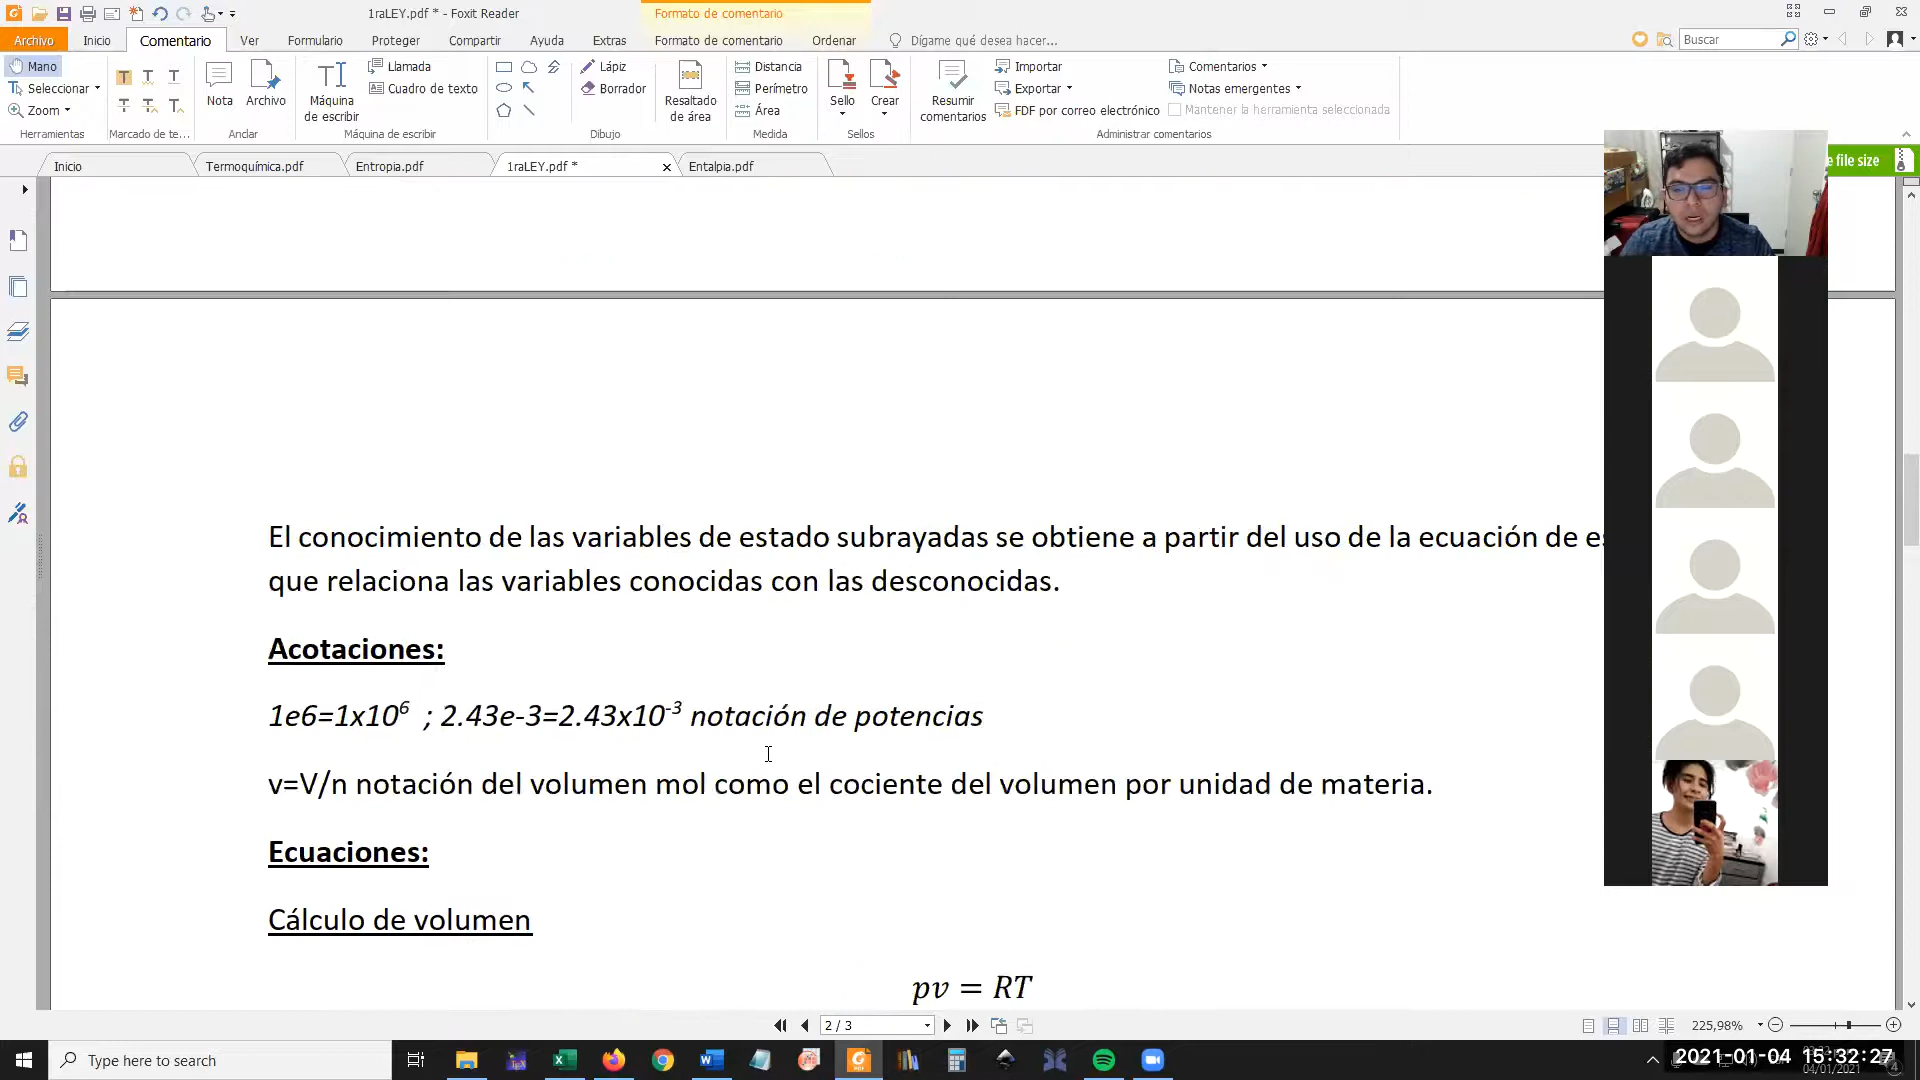 1raLEY.pdf * - Foxit Reader
Formato de comentario
Archivo
Inicio
Comentario
Ver
Formulario
Proteger
Compartir
Ayuda
Extras
Formato de comentario
Ordenar
Dígame qué desea hacer...
Buscar
Mano
Seleccionar
Zoom
Herramientas
Marcado de te...
Nota
Archivo
Anclar
Máquina de escribir
Llamada
Cuadro de texto
Máquina de escribir
Lápiz
Borrador
Dibujo
Resaltado de área
Distancia
Perímetro
Área
Medida
Sello
Crear
Sellos
Resumir comentarios
Importar
Exportar
FDF por correo electrónico
Comentarios
Notas emergentes
Mantener la herramienta seleccionada
Administrar comentarios
Inicio
Termoquímica.pdf
Entropia.pdf
1raLEY.pdf *
Entalpia.pdf
e file size
El conocimiento de las variables de estado subrayadas se obtiene a partir del uso de la ecuación de es
que relaciona las variables conocidas con las desconocidas.
Acotaciones:
1e6=1x10⁶ ; 2.43e-3=2.43x10⁻³ notación de potencias
v=V/n notación del volumen mol como el cociente del volumen por unidad de materia.
Ecuaciones:
Cálculo de volumen
pv = RT
2 / 3
225,98%
Type here to search
2021-01-04 15:32:27
04/01/2021